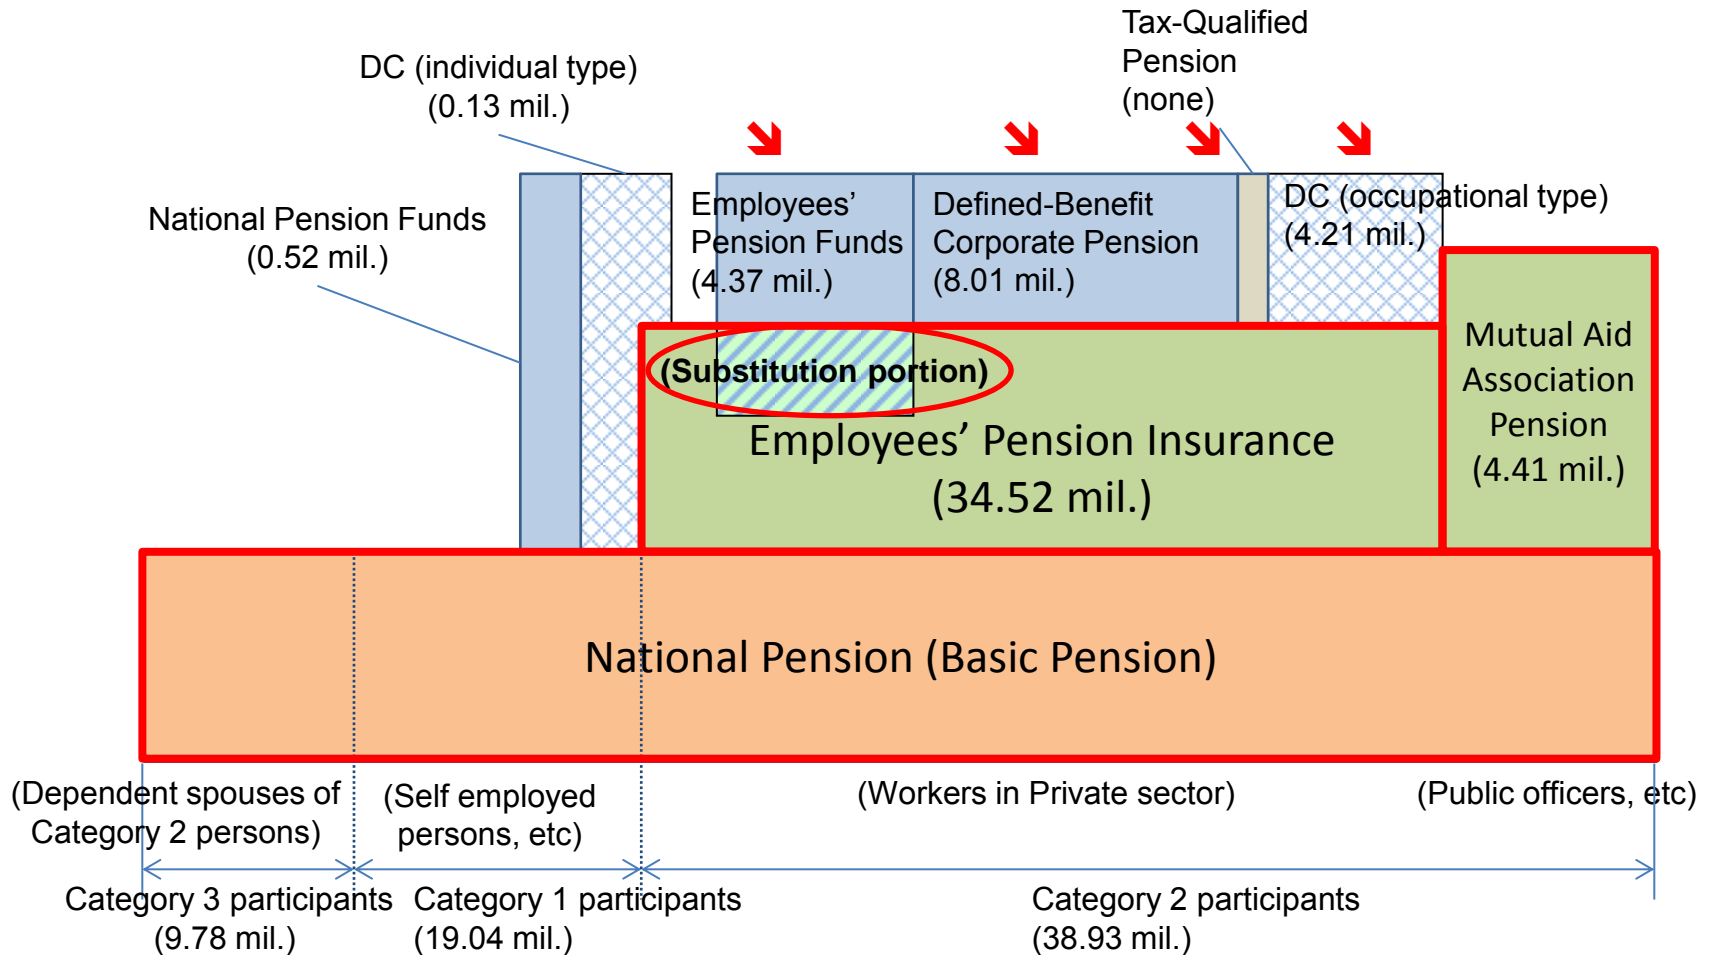 Tax-Qualified
Pension
(none)
DC (individual type)
(0.13 mil.)
National Pension Funds
(0.52 mil.)
Employees’
Pension Funds
(4.37 mil.)
Defined-Benefit
Corporate Pension
(8.01 mil.)
DC (occupational type)
(4.21 mil.)
(Substitution portion)
Employees’ Pension Insurance
(34.52 mil.)
Mutual Aid
Association
Pension
(4.41 mil.)
National Pension (Basic Pension)
(Dependent spouses of
Category 2 persons)
(Self employed
persons, etc)
(Workers in Private sector)
(Public officers, etc)
Category 3 participants
(9.78 mil.)
Category 1 participants
(19.04 mil.)
Category 2 participants
(38.93 mil.)